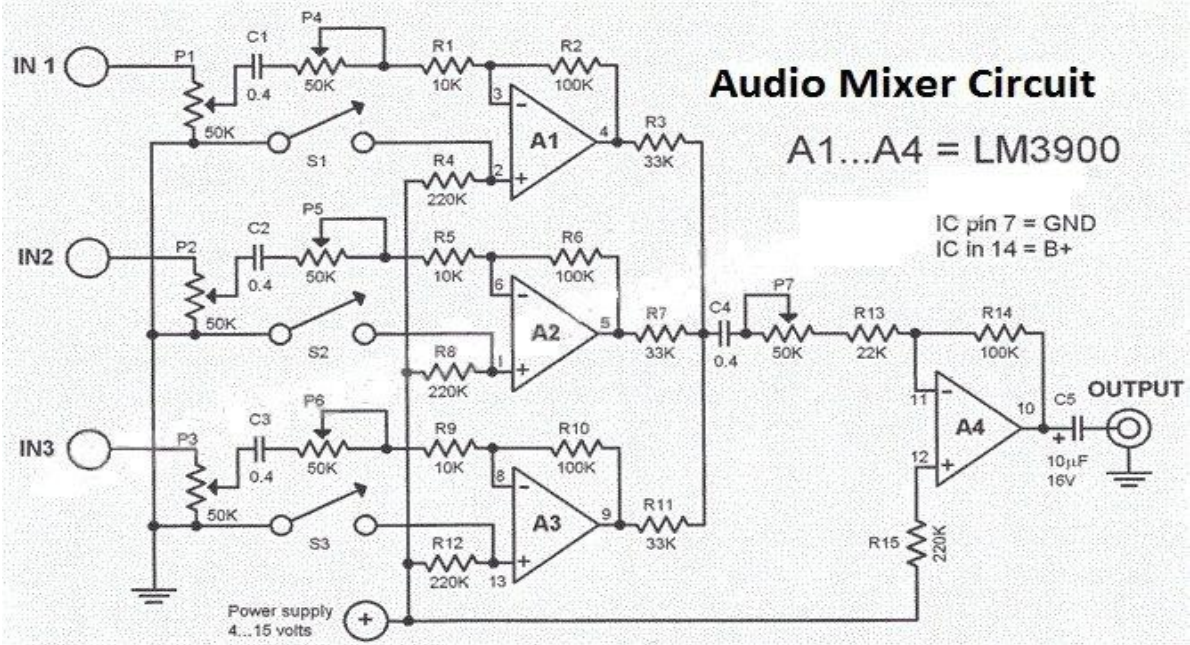 Audio Mixer Circuit
A1...A4 = LM3900
IC pin 7 = GND
IC in 14 = B+
IN 1
P1
50K
C1
0.4
P4
50K
R1
10K
R2
100K
S1
R4
220K
3
2
A1
4
R3
33K
IN2
P2
50K
C2
0.4
P5
50K
R5
10K
R6
100K
S2
R8
220K
6
1
A2
5
R7
33K
IN3
P3
50K
C3
0.4
P6
50K
R9
10K
R10
100K
S3
R12
220K
8
13
A3
9
R11
33K
C4
0.4
P7
50K
R13
22K
R14
100K
11
12
A4
10
C5
+
10µF
16V
OUTPUT
R15
220K
Power supply
4...15 volts
+